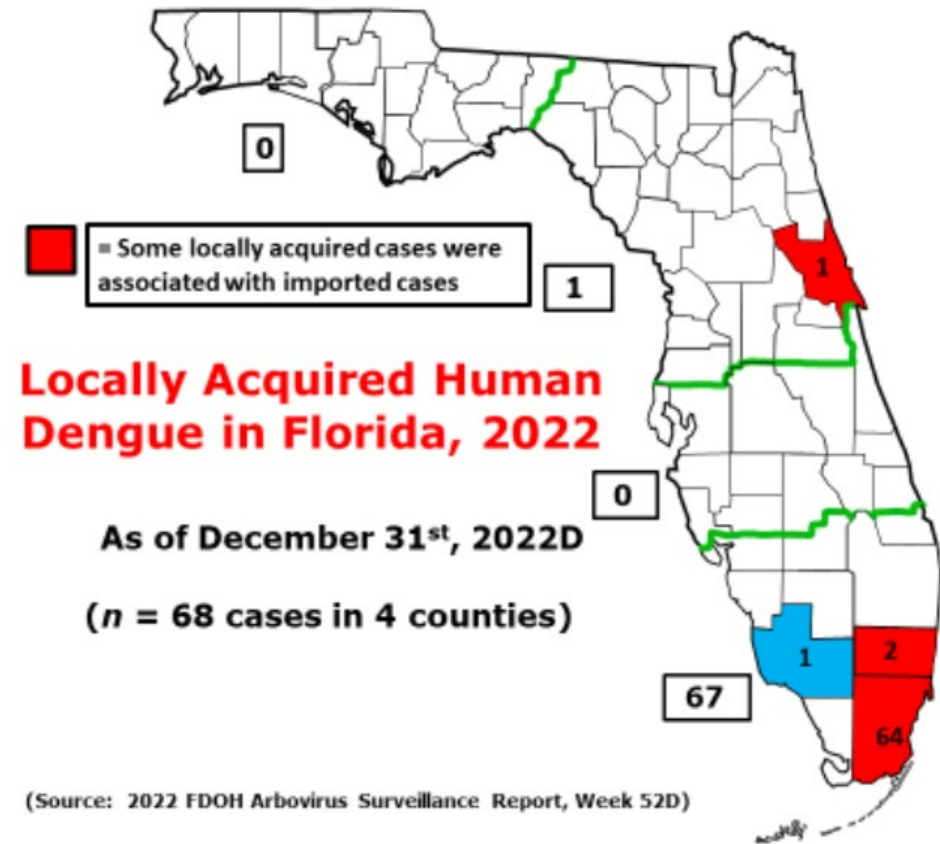 0
= Some locally acquired cases were
associated with imported cases
1
1
Locally Acquired Human
Dengue in Florida, 2022
0
As of December 31st, 2022D
(n = 68 cases in 4 counties)
1
2
67
64
(Source: 2022 FDOH Arbovirus Surveillance Report, Week 52D)